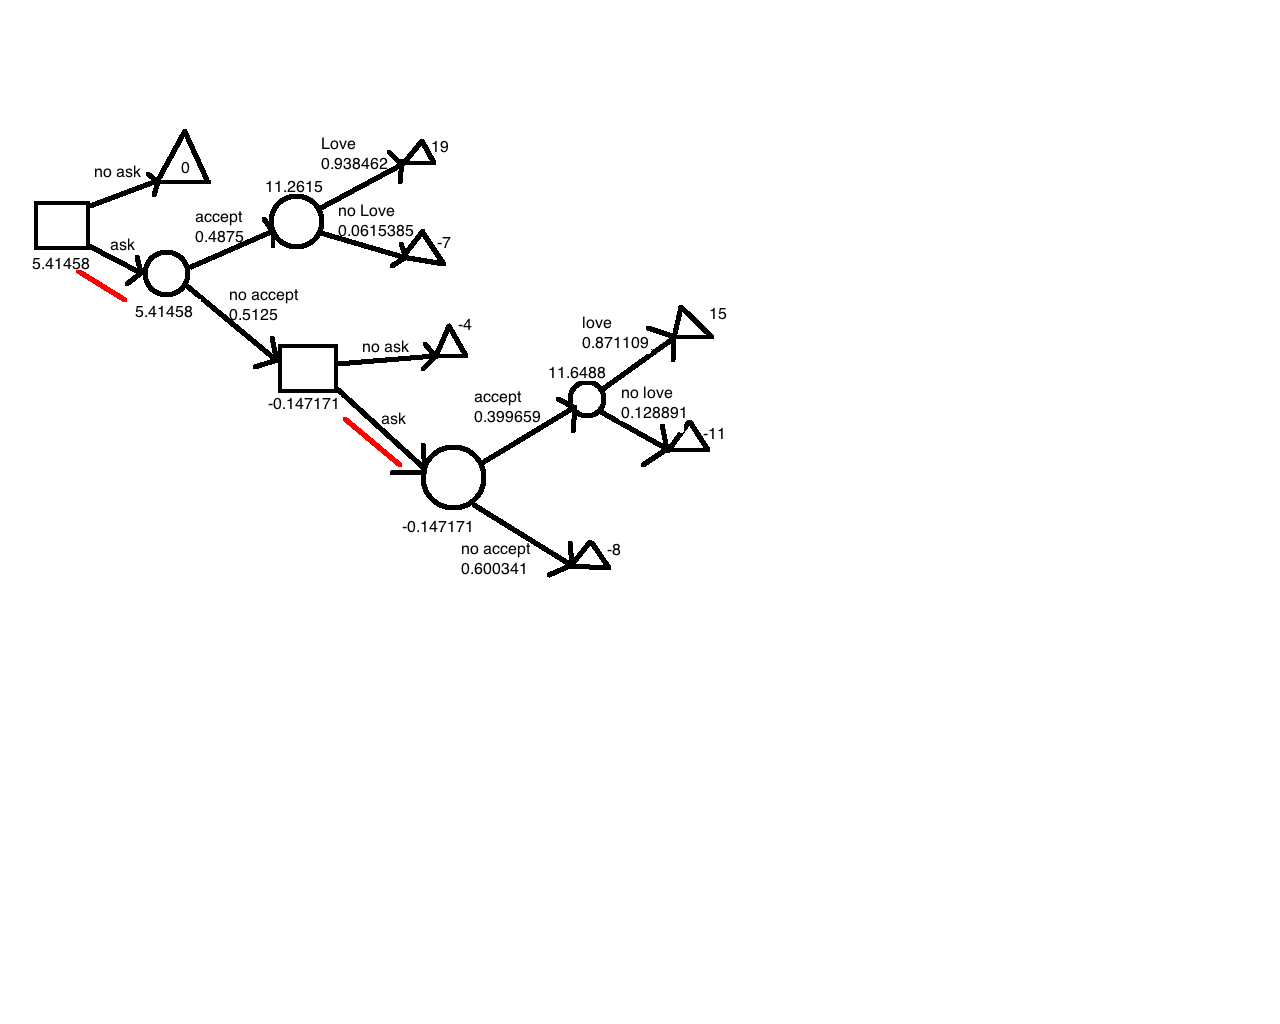 Love
0.938462
19
no ask
0
11.2615
no Love
0.0615385
-7
accept
0.4875
ask
5.41458
5.41458
no accept
0.5125
-4
no ask
-0.147171
ask
love
0.871109
15
11.6488
no love
0.128891
-11
accept
0.399659
-0.147171
no accept
0.600341
-8